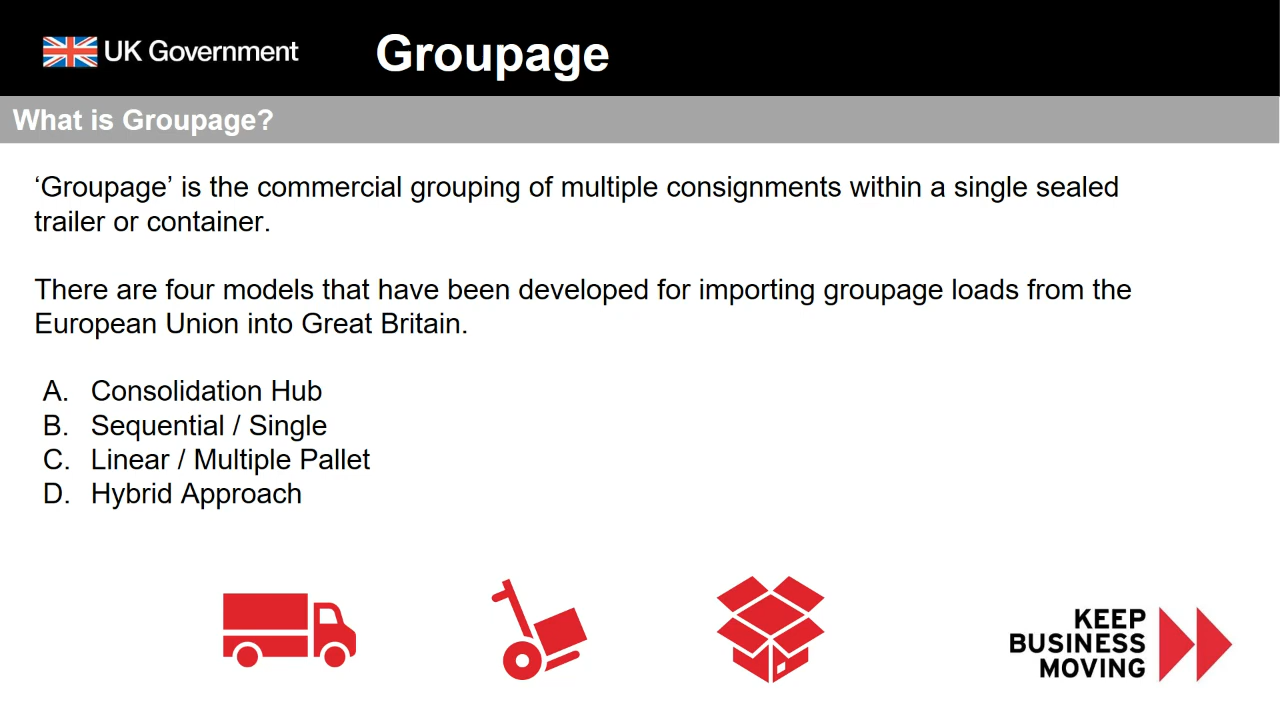 UK Government
Groupage
What is Groupage?
‘Groupage’ is the commercial grouping of multiple consignments within a single sealed
trailer or container.
There are four models that have been developed for importing groupage loads from the
European Union into Great Britain.
A. Consolidation Hub
B. Sequential / Single
C. Linear / Multiple Pallet
D. Hybrid Approach
KEEP
BUSINESS
MOVING